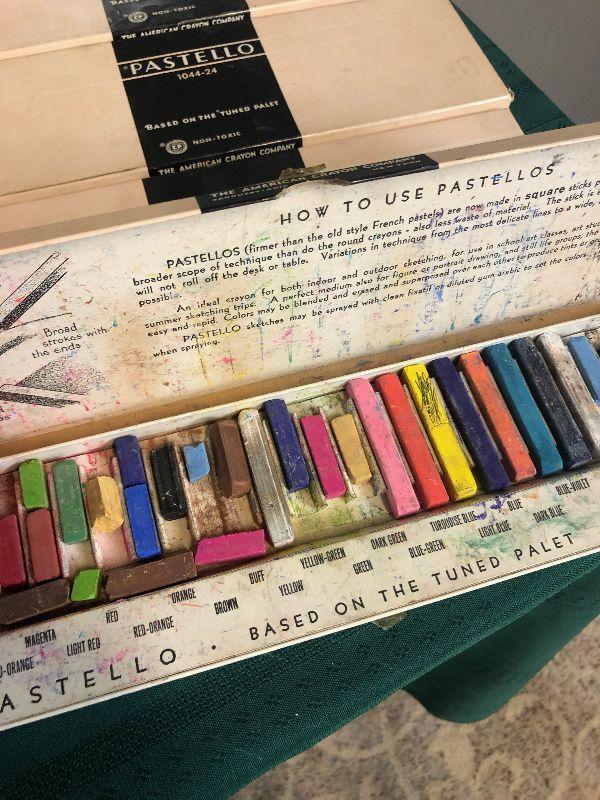 BASED
NON-TOXIC
THE AMERICAN CRAYON COMPANY
PASTELLO
1044-24
BASED ON THE TUNED PALET
NON-TOXIC
THE AMERICAN CRAYON COMPANY
THE AMERICAN CRAYON COMPANY
HOW TO USE PASTELLOS
PASTELLOS (firmer than the old style French pastels) are now made in square sticks
broader scope of technique than do the round crayons - also less waste of material. The stick is
will not roll off the desk or table. Variations in technique from the most delicate lines to a wide,
possible.
An ideal crayon for both indoor and outdoor sketching, for use in school art classes, art
summer sketching trips. A perfect medium also for figure or portrait drawing, and still life groups, the
easy and rapid. Colors may be blended and erased and superposed over each other to produce tints or
PASTELLO sketches may be sprayed with clean fixatif or diluted gum arabic to set the colors.
when spraying.
Broad
strokes with
the ends
MAGENTA RED ORANGE BUFF YELLOW-GREEN DARK GREEN TURQUOISE BLUE BLUE BLUE-VIOLET
D-ORANGE LIGHT RED RED-ORANGE BROWN YELLOW GREEN BLUE-GREEN LIGHT BLUE DARK BLUE
ASTELLO • BASED ON THE TUNED PALET